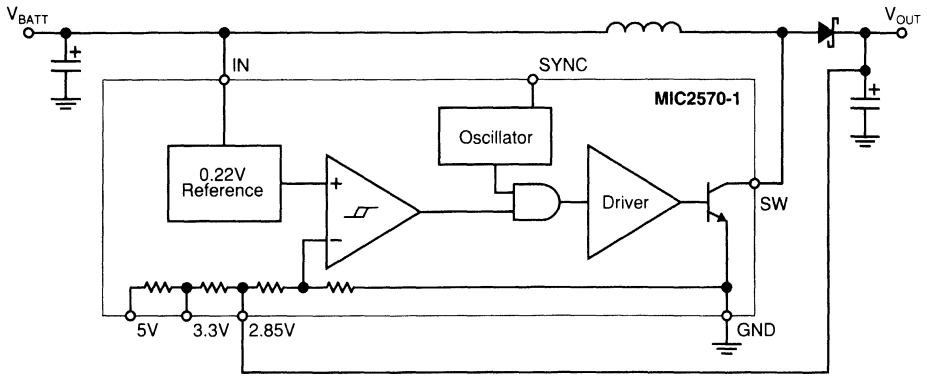 VBATT
VOUT
IN
SYNC
MIC2570-1
Oscillator
0.22V
Reference
+
–
Driver
SW
5V
3.3V
2.85V
GND
+
+